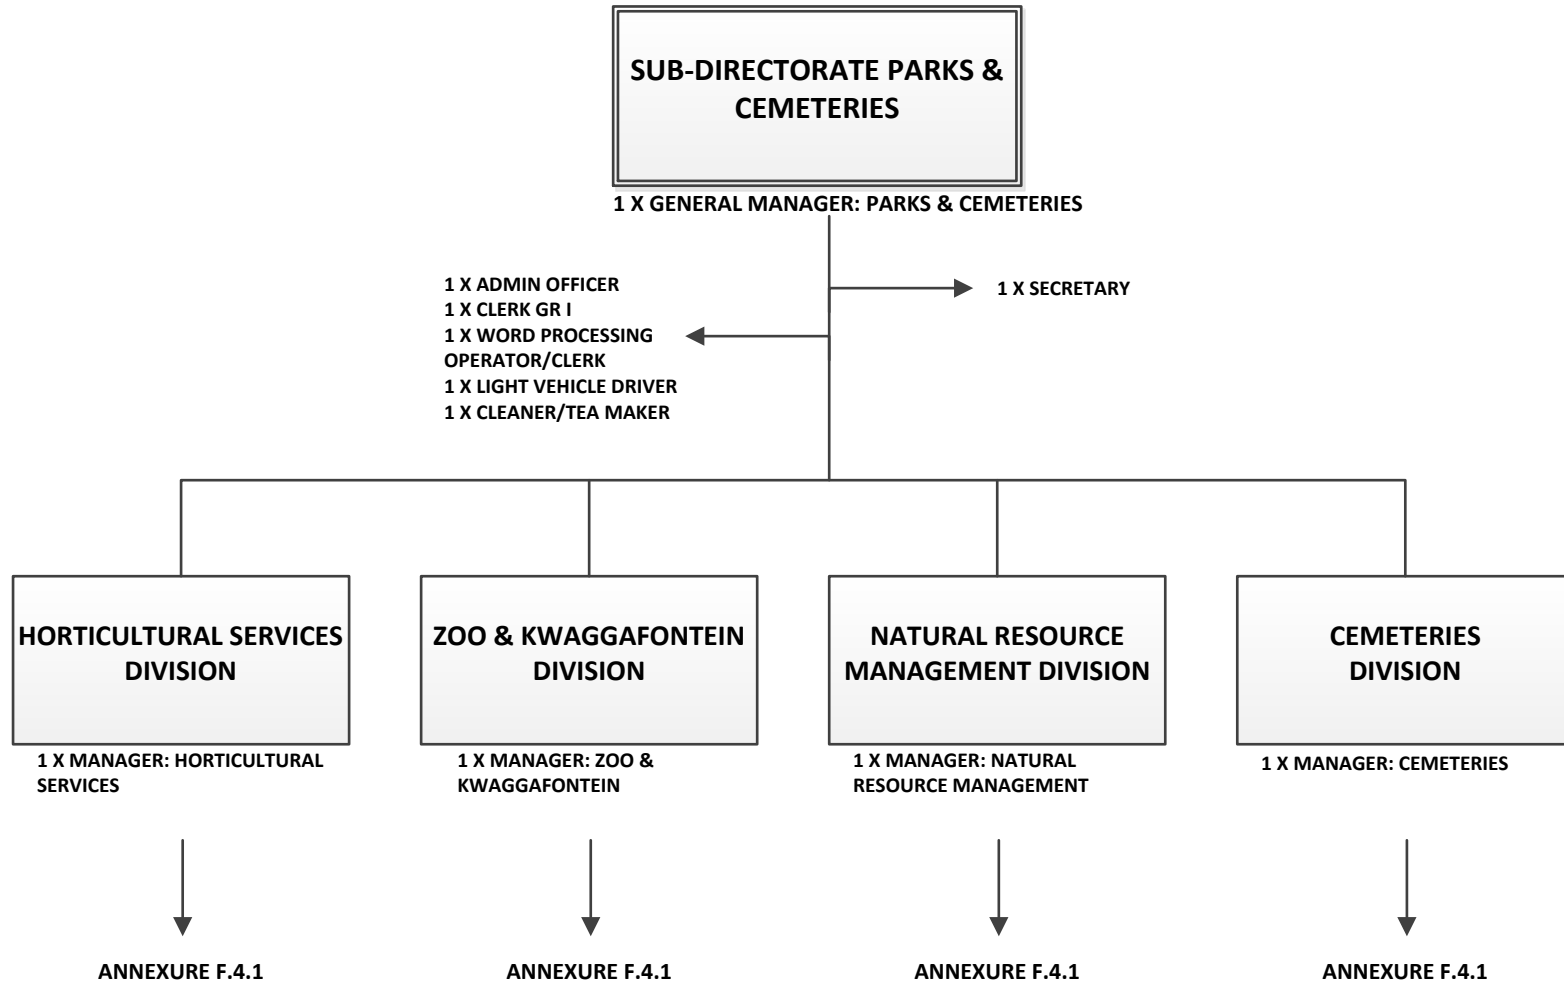 SUB-DIRECTORATE PARKS &
CEMETERIES
1 X GENERAL MANAGER: PARKS & CEMETERIES
1 X ADMIN OFFICER
1 X CLERK GR I
1 X WORD PROCESSING
OPERATOR/CLERK
1 X LIGHT VEHICLE DRIVER
1 X CLEANER/TEA MAKER
1 X SECRETARY
HORTICULTURAL SERVICES
DIVISION
1 X MANAGER: HORTICULTURAL
SERVICES
ANNEXURE F.4.1
ZOO & KWAGGAFONTEIN
DIVISION
1 X MANAGER: ZOO &
KWAGGAFONTEIN
ANNEXURE F.4.1
NATURAL RESOURCE
MANAGEMENT DIVISION
1 X MANAGER: NATURAL
RESOURCE MANAGEMENT
ANNEXURE F.4.1
CEMETERIES
DIVISION
1 X MANAGER: CEMETERIES
ANNEXURE F.4.1